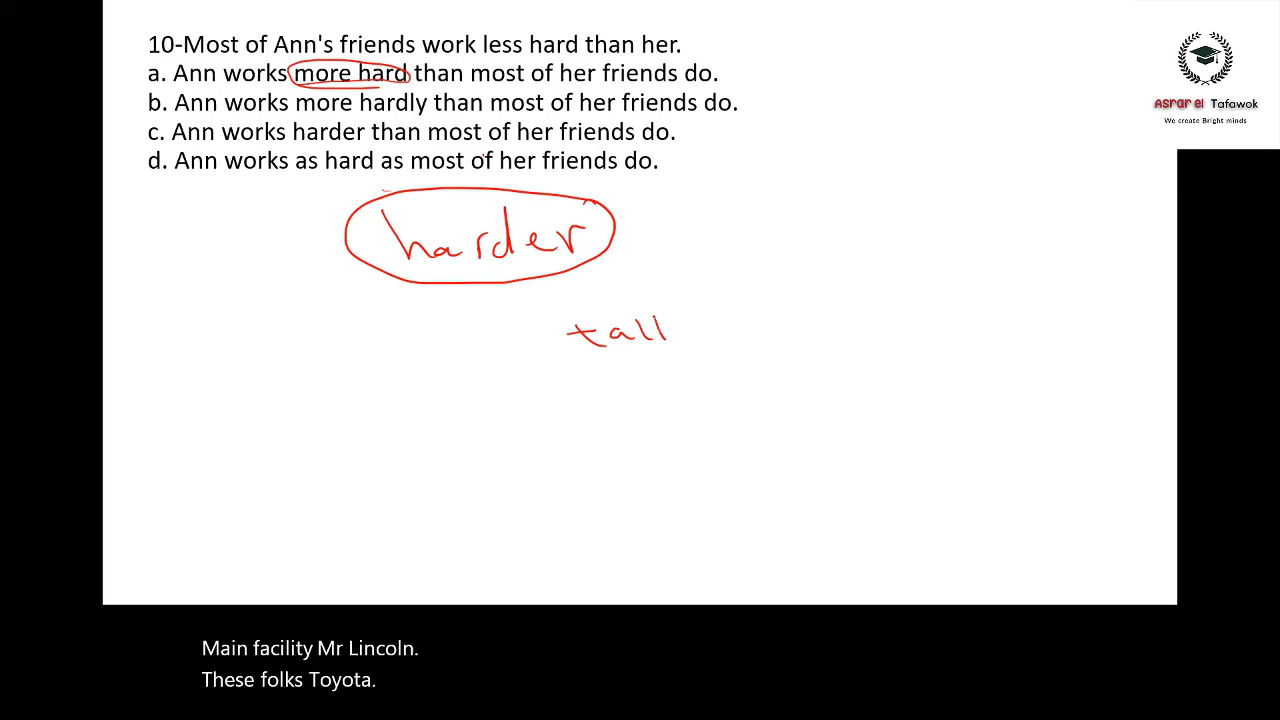 10-Most of Ann's friends work less hard than her.
a. Ann works more hard than most of her friends do.
b. Ann works more hardly than most of her friends do.
c. Ann works harder than most of her friends do.
d. Ann works as hard as most of her friends do.
Asrar el Tafawok
We create Bright minds
harder
tall
Main facility Mr Lincoln.
These folks Toyota.